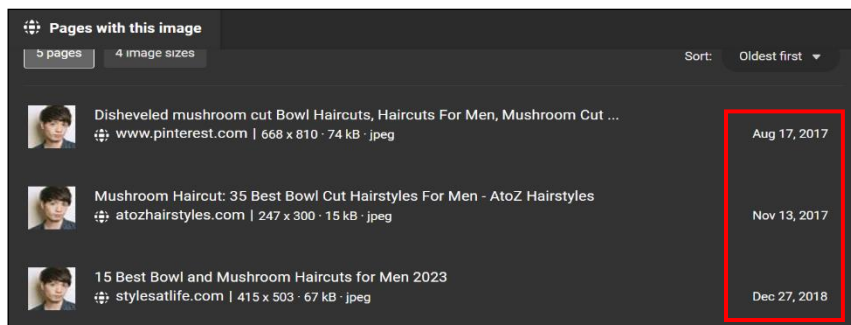 Pages with this image
5 pages 4 image sizes Sort: Oldest first
Disheveled mushroom cut Bowl Haircuts, Haircuts For Men, Mushroom Cut ...
www.pinterest.com | 668 x 810 · 74 kB · jpeg Aug 17, 2017
Mushroom Haircut: 35 Best Bowl Cut Hairstyles For Men - AtoZ Hairstyles
atozhairstyles.com | 247 x 300 · 15 kB · jpeg Nov 13, 2017
15 Best Bowl and Mushroom Haircuts for Men 2023
stylesatlife.com | 415 x 503 · 67 kB · jpeg Dec 27, 2018